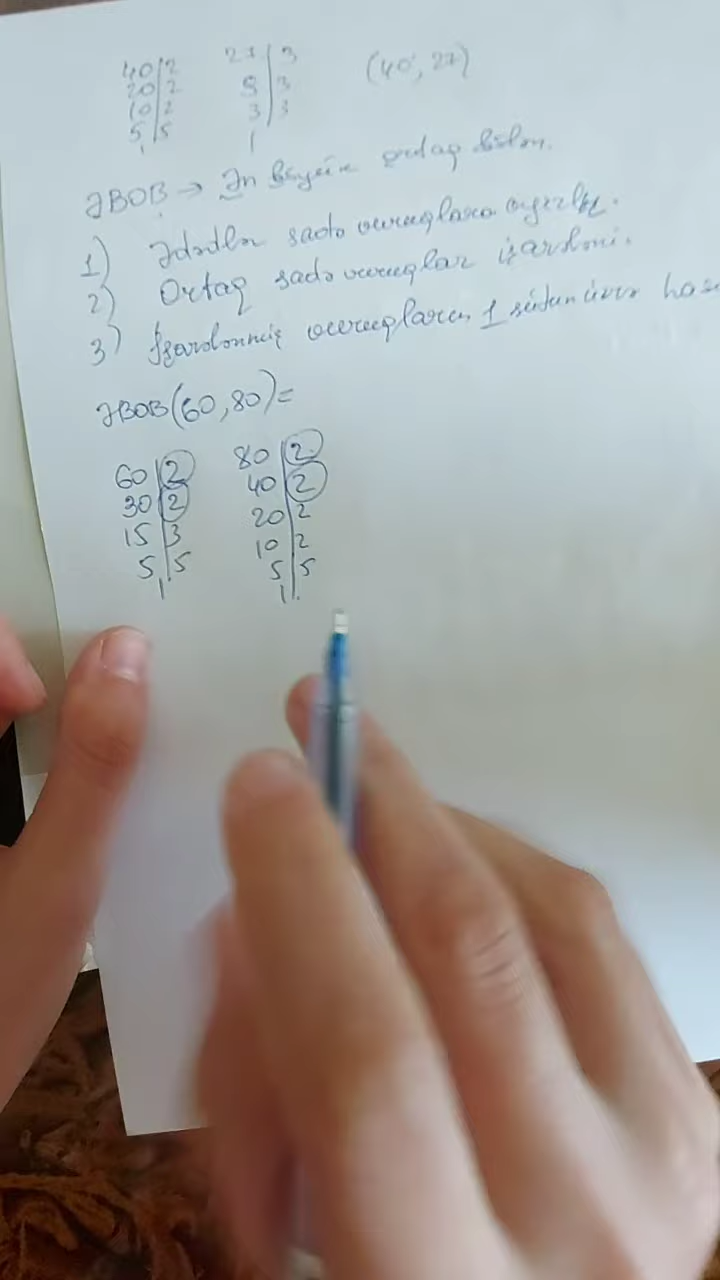 40|2 27|3 (40, 27)
20|2 9|3
10|2 3|3
5|5 1
1
ƏBOB → Ən böyük ortaq bölən.
1) Ədədlər sadə vuruqlara ayrılır.
2) Ortaq sadə vuruqlar işarələnir.
3) İşarələnmiş vuruqların 1 sütun üzrə has
ƏBOB(60,80)=
60|2 80|2
30|2 40|2
15|3 20|2
5|5 10|2
1 5|5
1